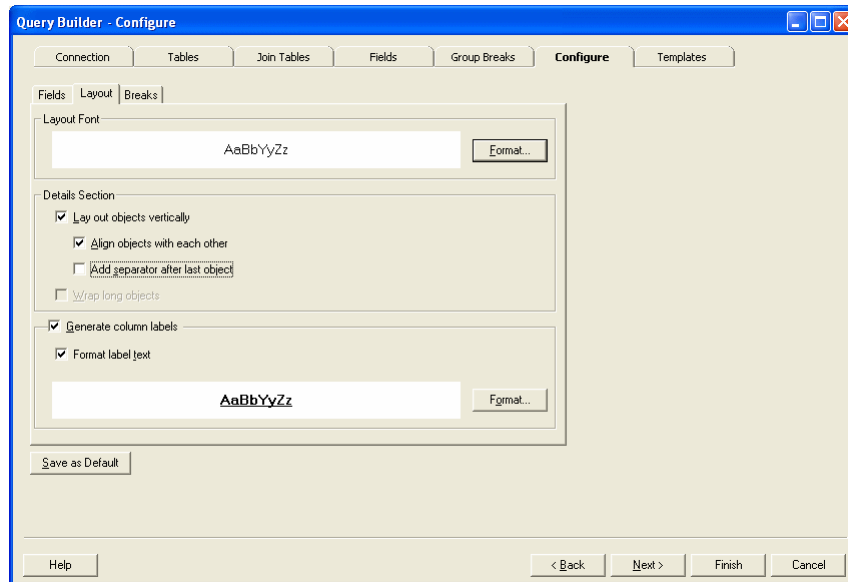 Query Builder - Configure
Connection Tables Join Tables Fields Group Breaks Configure Templates
Fields Layout Breaks
Layout Font
AaBbYyZz Format...
Details Section
Lay out objects vertically
Align objects with each other
Add separator after last object
Wrap long objects
Generate column labels
Format label text
AaBbYyZz Format...
Save as Default
Help < Back Next > Finish Cancel